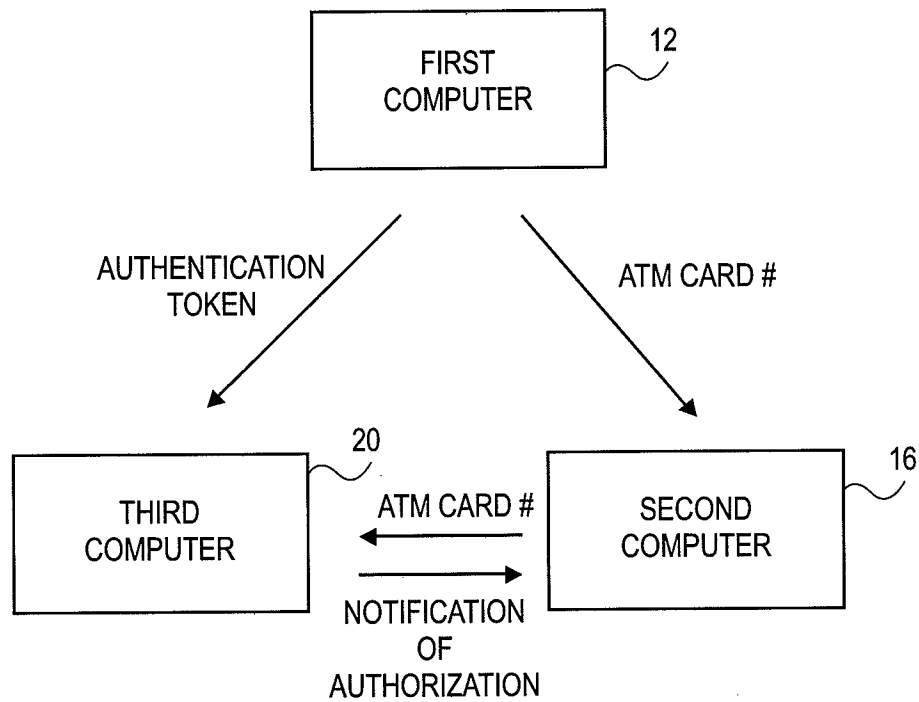 FIRST
COMPUTER
12
AUTHENTICATION
TOKEN
ATM CARD #
THIRD
COMPUTER
20
ATM CARD #
NOTIFICATION
OF
AUTHORIZATION
SECOND
COMPUTER
16